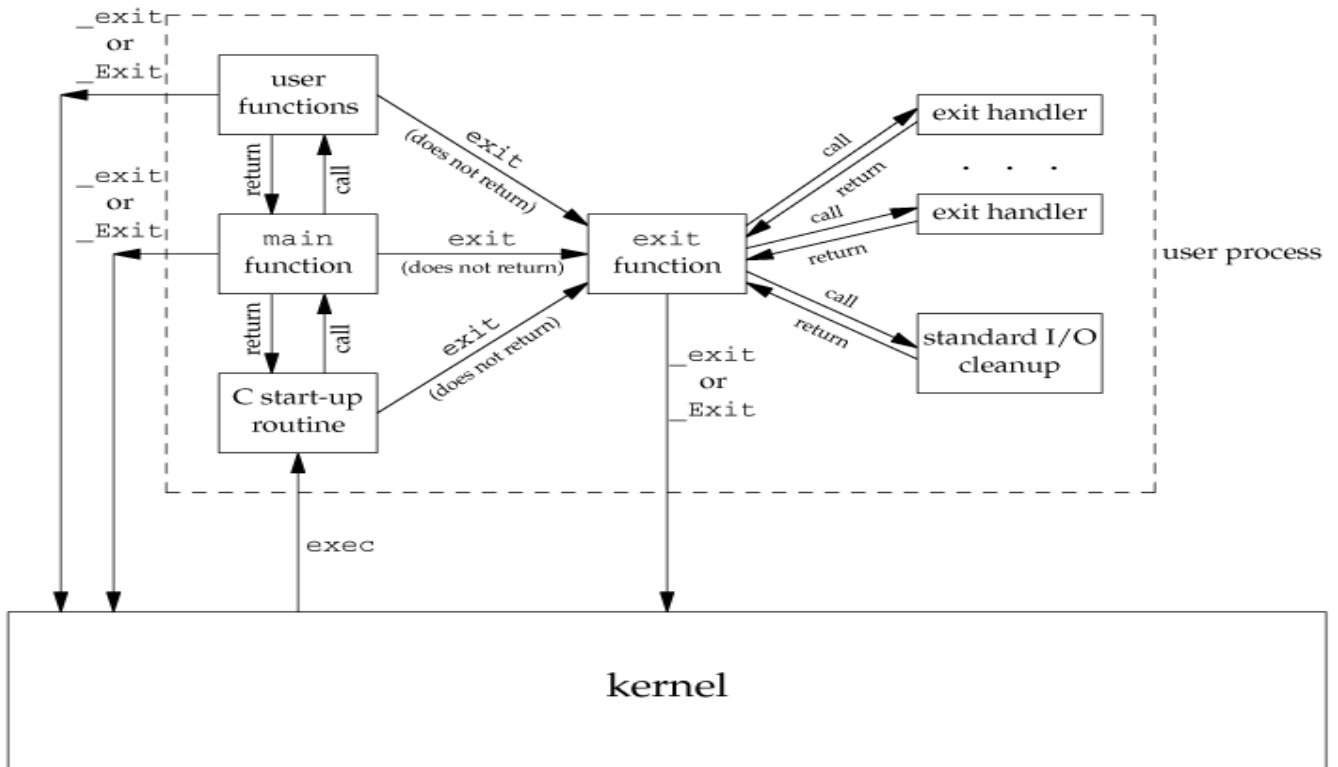 _exit
or
_Exit
user
functions
exit
(does not return)
return
call
_exit
or
_Exit
main
function
exit
(does not return)
return
call
C start-up
routine
exit
(does not return)
exit
function
call
return
exit handler
. . .
call
return
exit handler
call
return
standard I/O
cleanup
user process
_exit
or
_Exit
exec
kernel